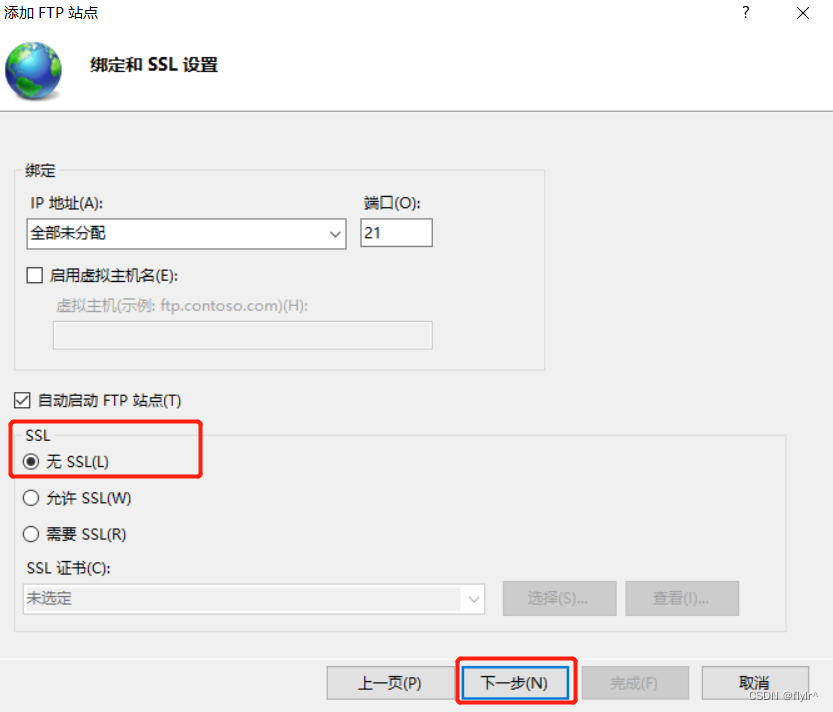 添加 FTP 站点
?
绑定和 SSL 设置
绑定
IP 地址(A):
端口(O):
全部未分配
21
启用虚拟主机名(E):
虚拟主机(示例: ftp.contoso.com)(H):
自动启动 FTP 站点(T)
SSL
无 SSL(L)
允许 SSL(W)
需要 SSL(R)
SSL 证书(C):
未选定
选择(S)...
查看(I)...
上一页(P)
下一步(N)
完成(F)
取消
CSDN @flylr^